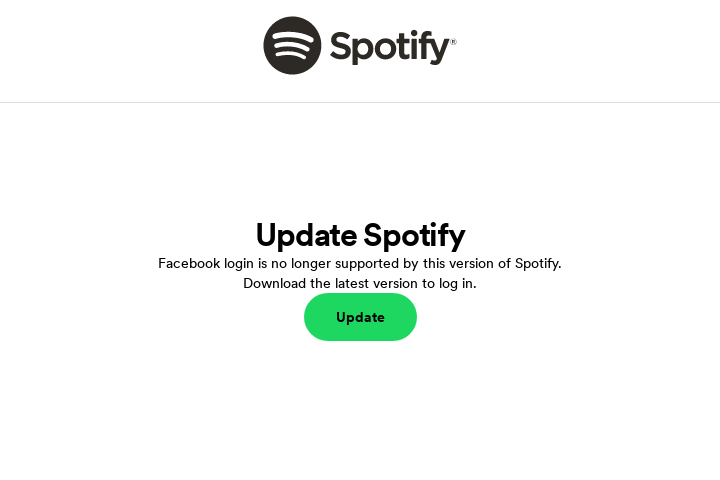 Spotify®
Update Spotify
Facebook login is no longer supported by this version of Spotify.
Download the latest version to log in.
Update